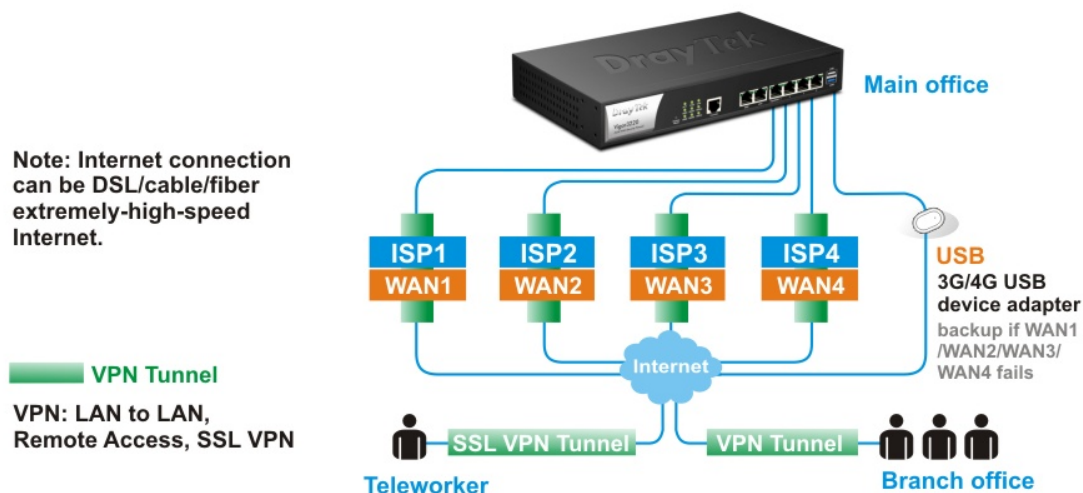 DrayTek
DrayTek
Main office
Note: Internet connection
can be DSL/cable/fiber
extremely-high-speed
Internet.
ISP1
WAN1
ISP2
WAN2
ISP3
WAN3
ISP4
WAN4
USB
3G/4G USB
device adapter
backup if WAN1
/WAN2/WAN3/
WAN4 fails
Internet
VPN Tunnel
VPN: LAN to LAN,
Remote Access, SSL VPN
SSL VPN Tunnel
VPN Tunnel
Teleworker
Branch office